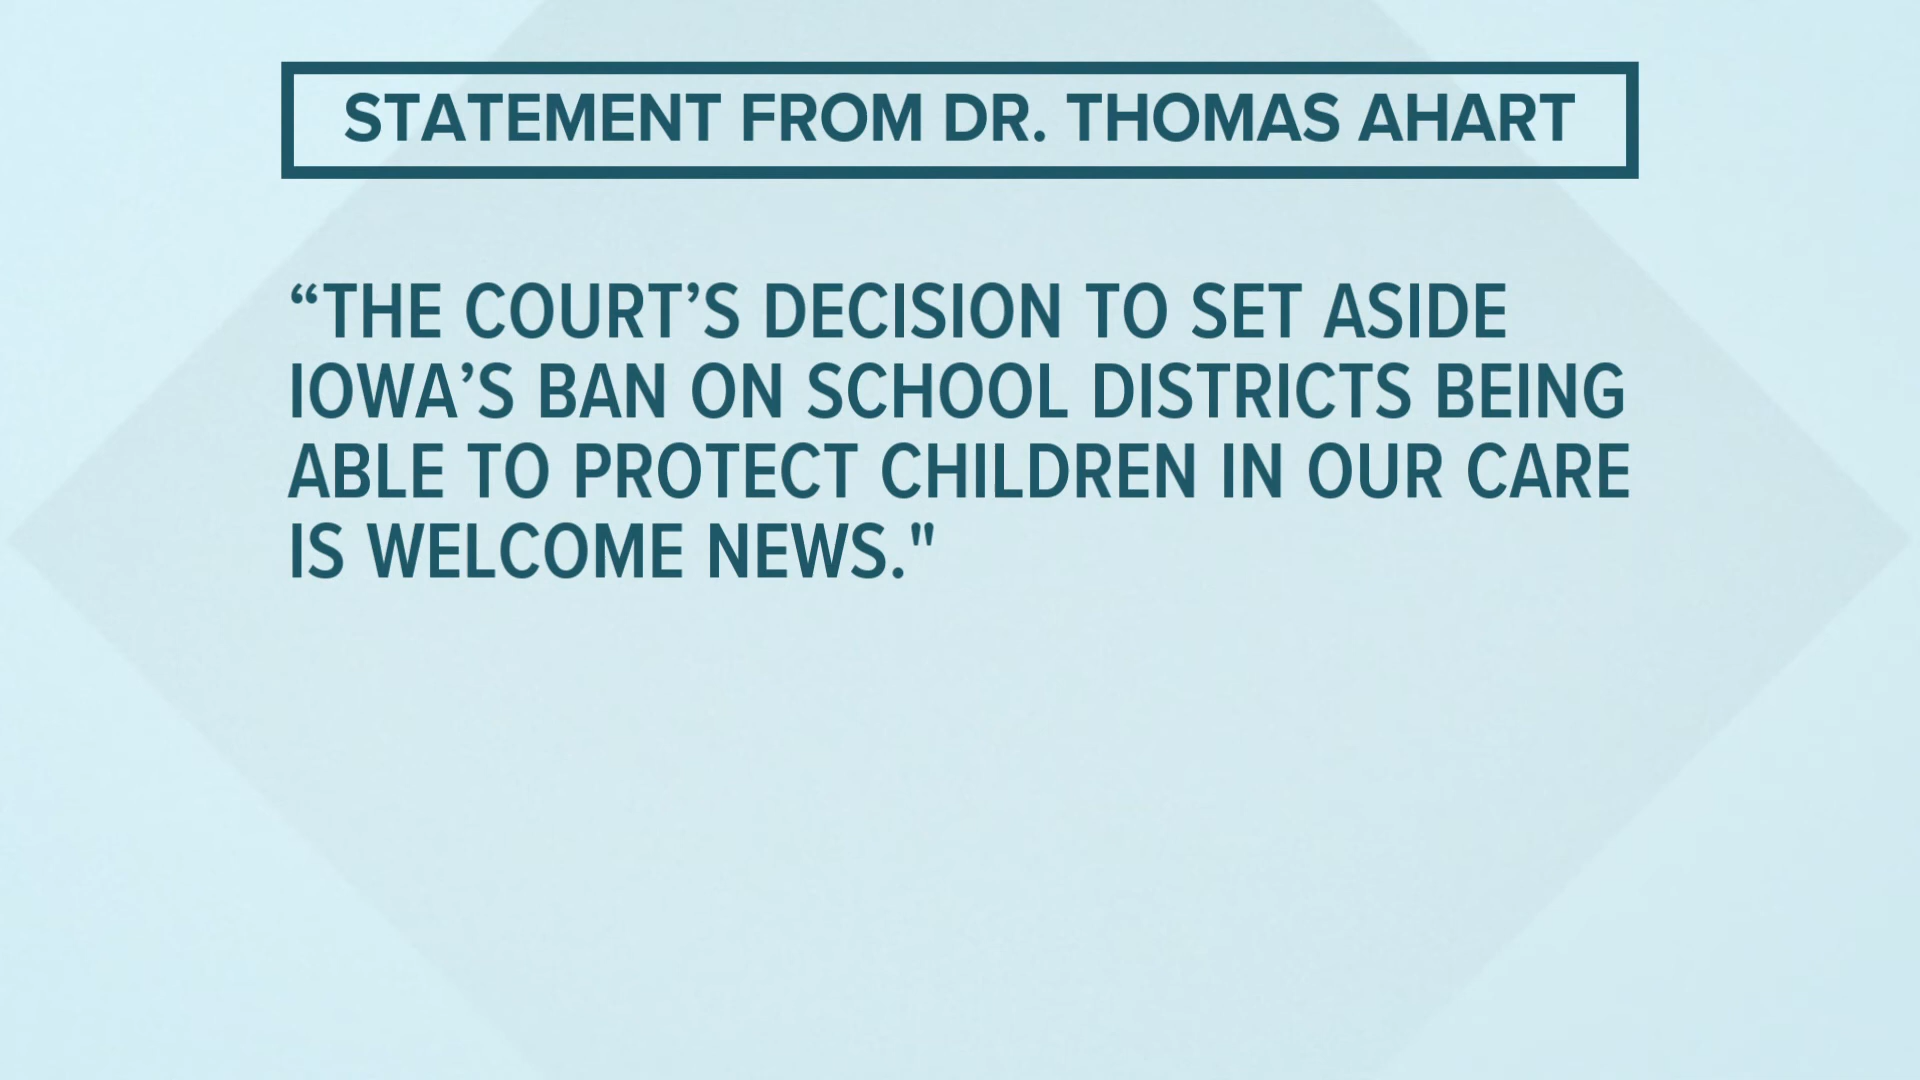 STATEMENT FROM DR. THOMAS AHART
“THE COURT’S DECISION TO SET ASIDE
IOWA’S BAN ON SCHOOL DISTRICTS BEING
ABLE TO PROTECT CHILDREN IN OUR CARE
IS WELCOME NEWS."